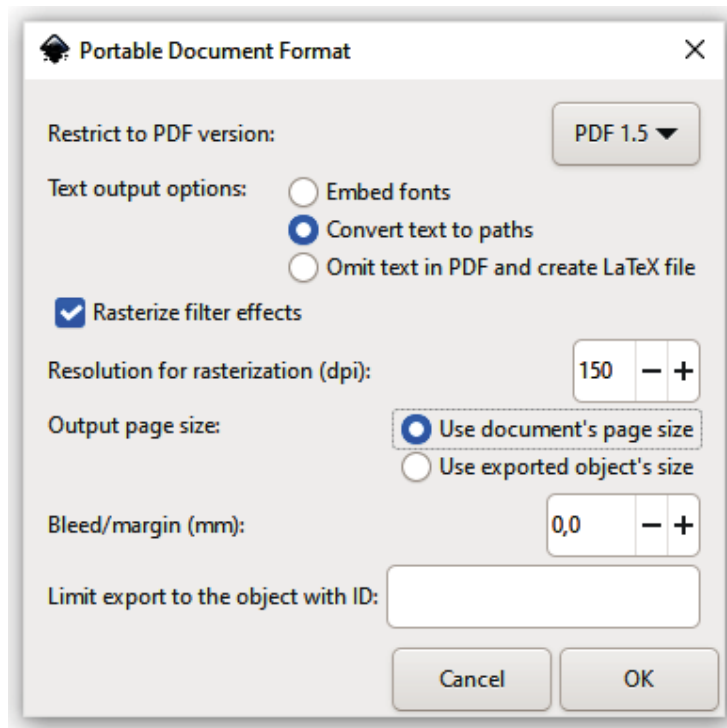 Portable Document Format
Restrict to PDF version: PDF 1.5
Text output options: Embed fonts
Convert text to paths
Omit text in PDF and create LaTeX file
Rasterize filter effects
Resolution for rasterization (dpi): 150
Output page size: Use document's page size
Use exported object's size
Bleed/margin (mm): 0,0
Limit export to the object with ID:
Cancel OK